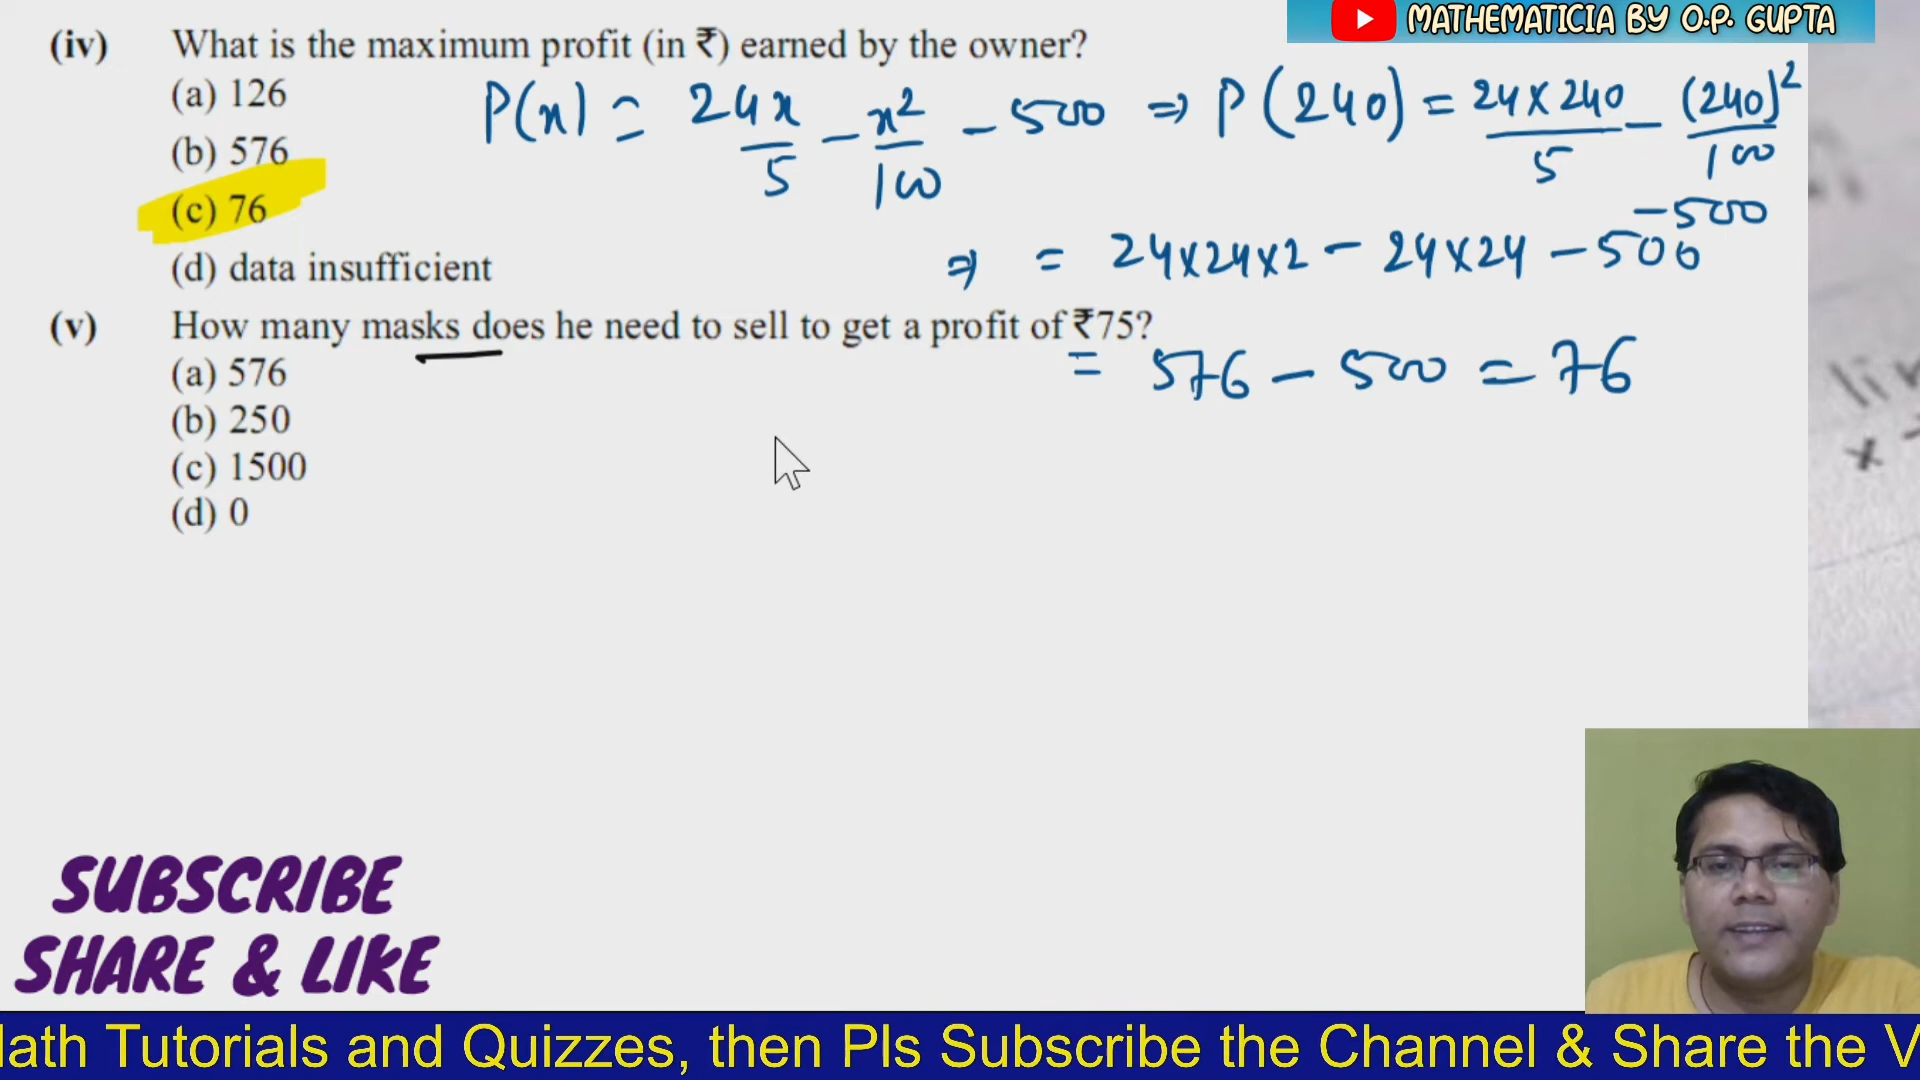 MATHEMATICIA BY O.P. GUPTA
(iv) What is the maximum profit (in ₹) earned by the owner?
(a) 126
(b) 576
(c) 76
(d) data insufficient
P(x) = 24x/5 - x²/100 - 500 ⇒ P(240) = 24×240/5 - (240)²/100 - 500
⇒ = 24×24×2 - 24×24 - 500
= 576 - 500 = 76
(v) How many masks does he need to sell to get a profit of ₹75?
(a) 576
(b) 250
(c) 1500
(d) 0
SUBSCRIBE
SHARE & LIKE
ath Tutorials and Quizzes, then Pls Subscribe the Channel & Share the V